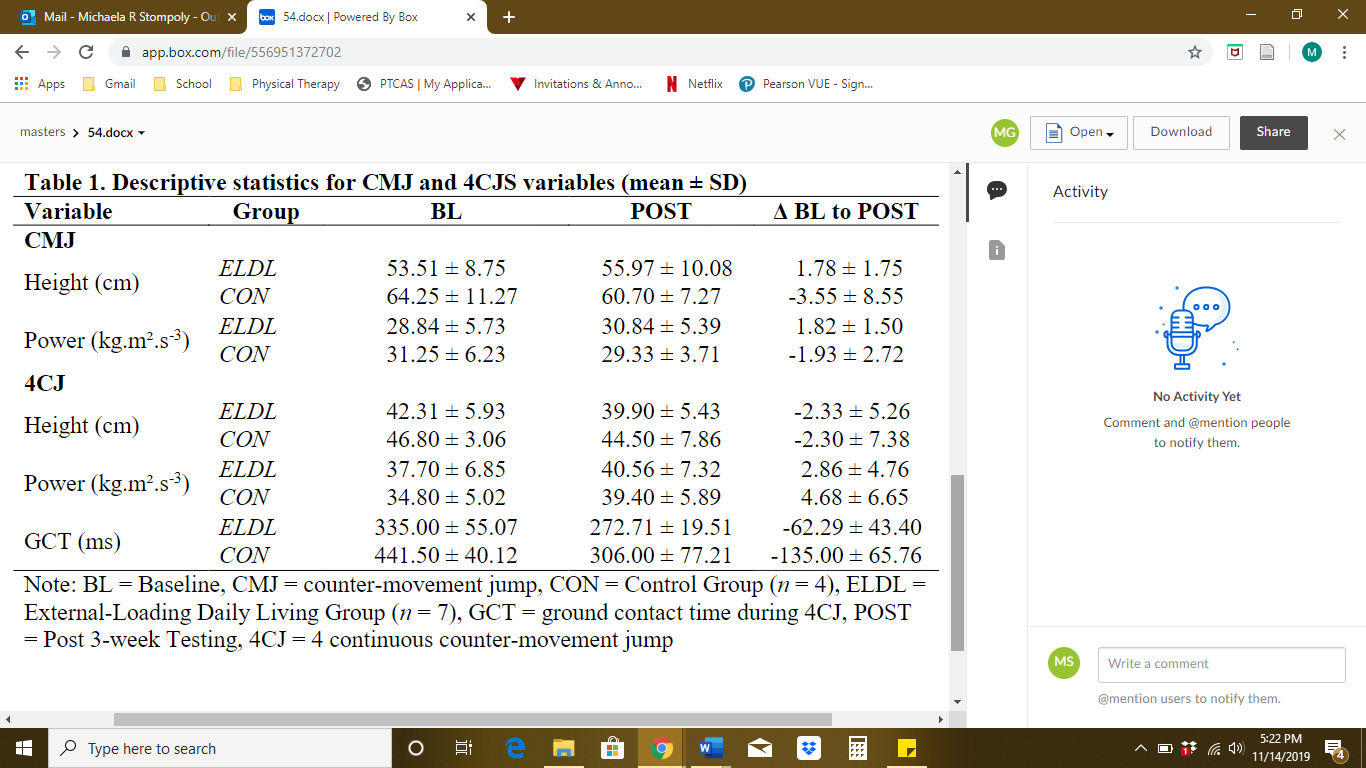 Mail - Michaela R Stompoly - Ou
54.docx | Powered By Box
app.box.com/file/556951372702
M
Apps Gmail School Physical Therapy PTCAS | My Applica... Invitations & Anno... Netflix Pearson VUE - Sign...
masters > 54.docx
MG Open Download Share
Table 1. Descriptive statistics for CMJ and 4CJS variables (mean ± SD)
Variable Group BL POST Δ BL to POST
CMJ
Height (cm)
ELDL 53.51 ± 8.75 55.97 ± 10.08 1.78 ± 1.75
CON 64.25 ± 11.27 60.70 ± 7.27 -3.55 ± 8.55
Power (kg.m².s⁻³)
ELDL 28.84 ± 5.73 30.84 ± 5.39 1.82 ± 1.50
CON 31.25 ± 6.23 29.33 ± 3.71 -1.93 ± 2.72
4CJ
Height (cm)
ELDL 42.31 ± 5.93 39.90 ± 5.43 -2.33 ± 5.26
CON 46.80 ± 3.06 44.50 ± 7.86 -2.30 ± 7.38
Power (kg.m².s⁻³)
ELDL 37.70 ± 6.85 40.56 ± 7.32 2.86 ± 4.76
CON 34.80 ± 5.02 39.40 ± 5.89 4.68 ± 6.65
GCT (ms)
ELDL 335.00 ± 55.07 272.71 ± 19.51 -62.29 ± 43.40
CON 441.50 ± 40.12 306.00 ± 77.21 -135.00 ± 65.76
Note: BL = Baseline, CMJ = counter-movement jump, CON = Control Group (n = 4), ELDL =
External-Loading Daily Living Group (n = 7), GCT = ground contact time during 4CJ, POST
= Post 3-week Testing, 4CJ = 4 continuous counter-movement jump
Activity
No Activity Yet
Comment and @mention people
to notify them.
MS
Write a comment
@mention users to notify them.
Type here to search
5:22 PM
11/14/2019
4